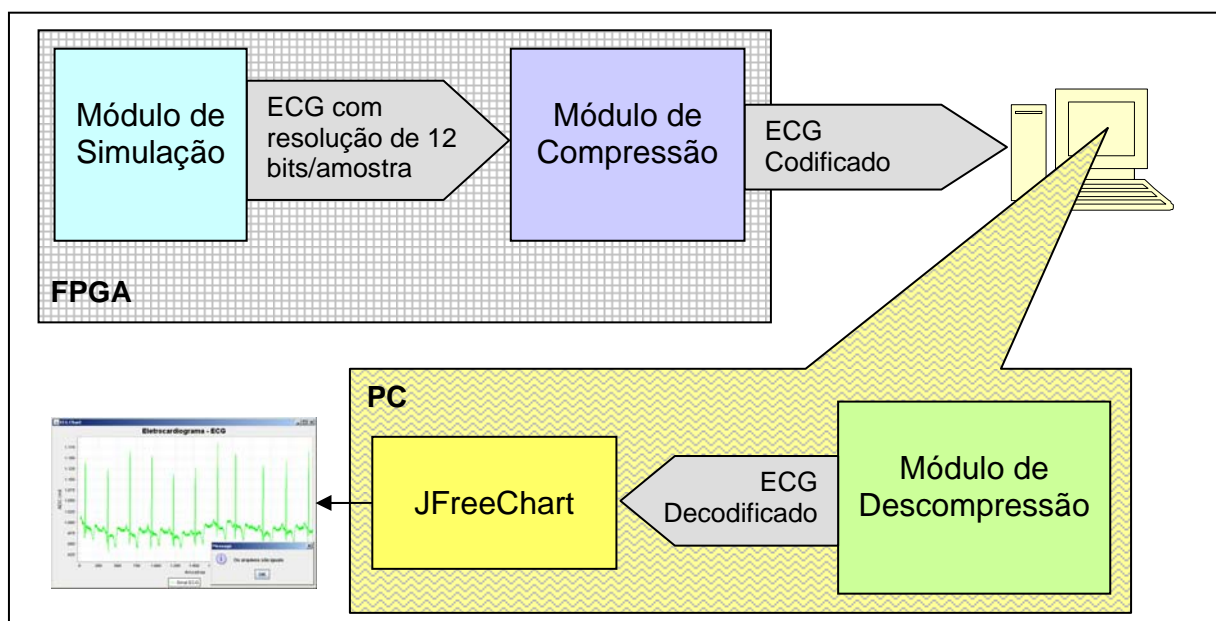 Módulo de
Simulação
ECG com
resolução de 12
bits/amostra
Módulo de
Compressão
ECG
Codificado
FPGA
PC
Eletrocardiograma - ECG
JFreeChart
ECG
Decodificado
Módulo de
Descompressão